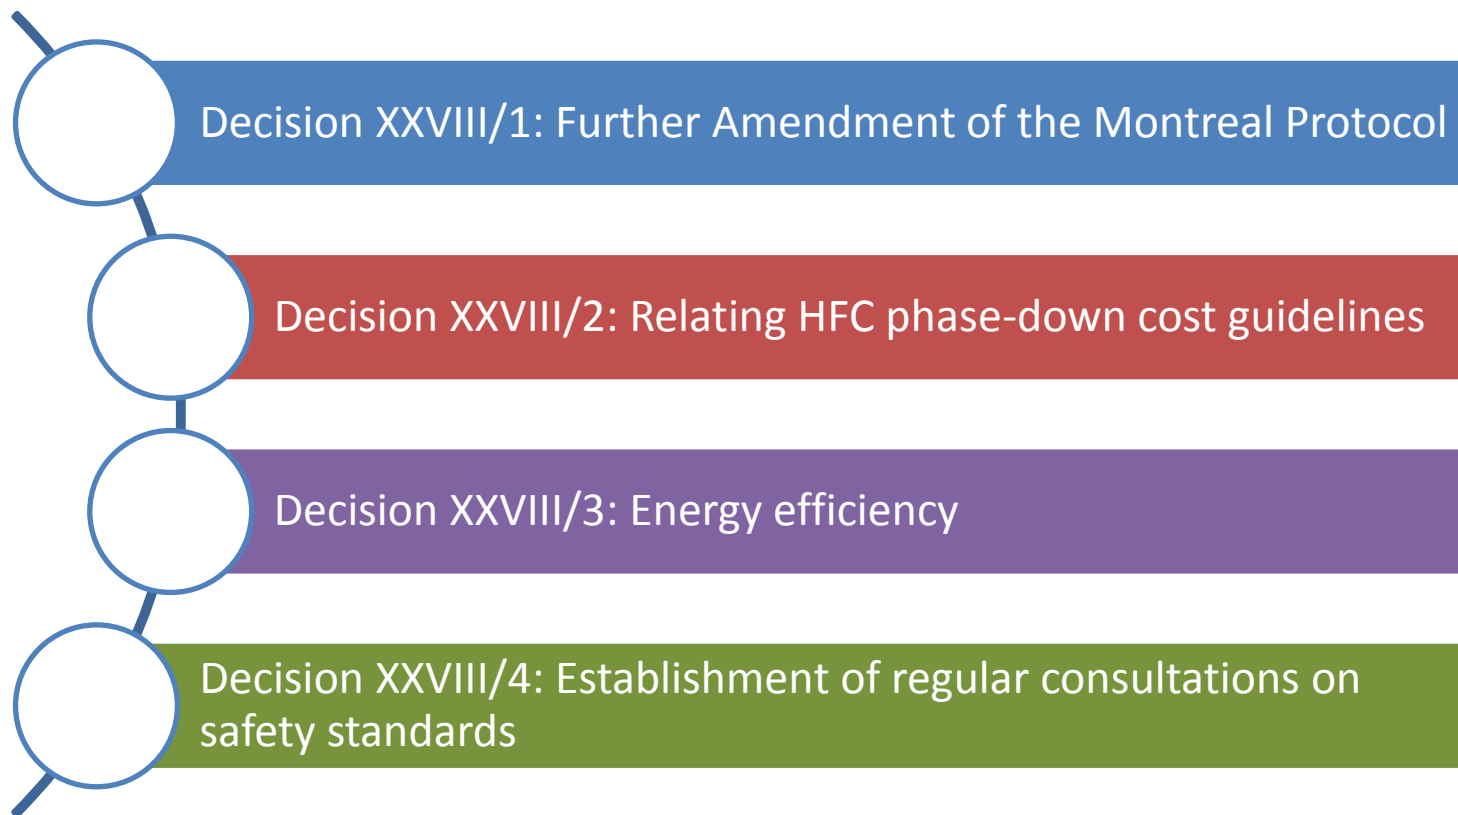 Decision XXVIII/1: Further Amendment of the Montreal Protocol
Decision XXVIII/2: Relating HFC phase-down cost guidelines
Decision XXVIII/3: Energy efficiency
Decision XXVIII/4: Establishment of regular consultations on
safety standards